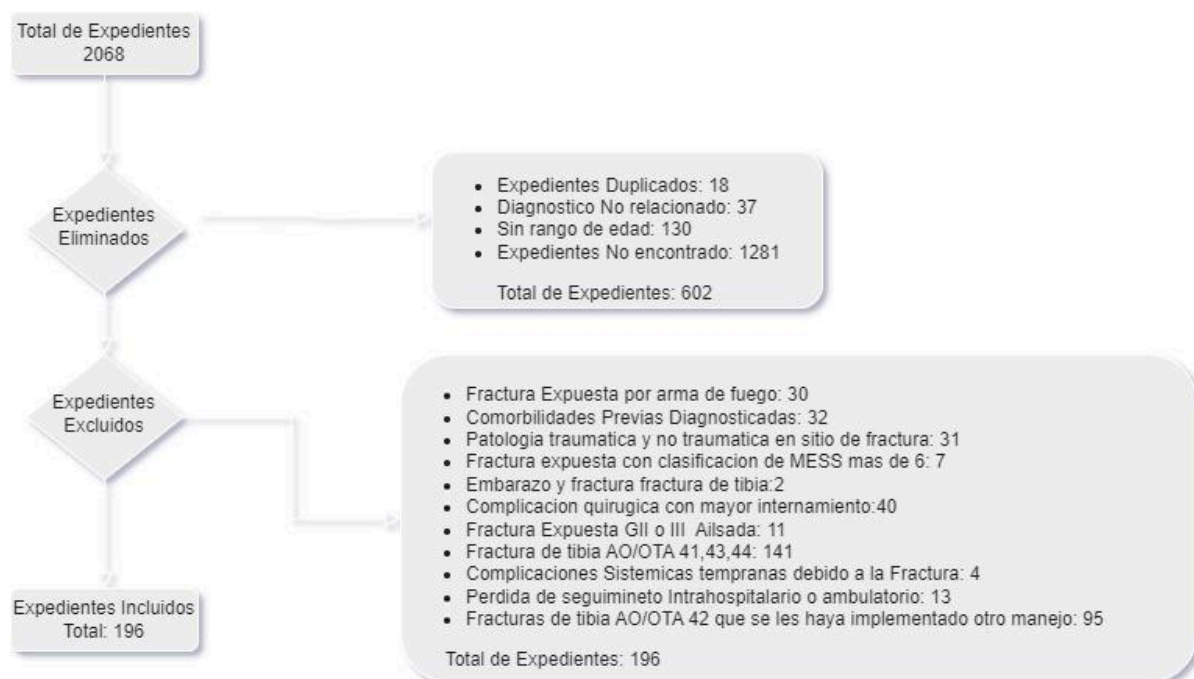 Total de Expedientes
2068
Expedientes
Eliminados
• Expedientes Duplicados: 18
• Diagnostico No relacionado: 37
• Sin rango de edad: 130
• Expedientes No encontrado: 1281
Total de Expedientes: 602
Expedientes
Excluidos
• Fractura Expuesta por arma de fuego: 30
• Comorbilidades Previas Diagnosticadas: 32
• Patologia traumatica y no traumatica en sitio de fractura: 31
• Fractura expuesta con clasificacion de MESS mas de 6: 7
• Embarazo y fractura fractura de tibia:2
• Complicacion quirugica con mayor internamiento:40
• Fractura Expuesta GII o III Ailsada: 11
• Fractura de tibia AO/OTA 41,43,44: 141
• Complicaciones Sistemicas tempranas debido a la Fractura: 4
• Perdida de seguimineto Intrahospitalario o ambulatorio: 13
• Fracturas de tibia AO/OTA 42 que se les haya implementado otro manejo: 95
Total de Expedientes: 196
Expedientes Incluidos
Total: 196